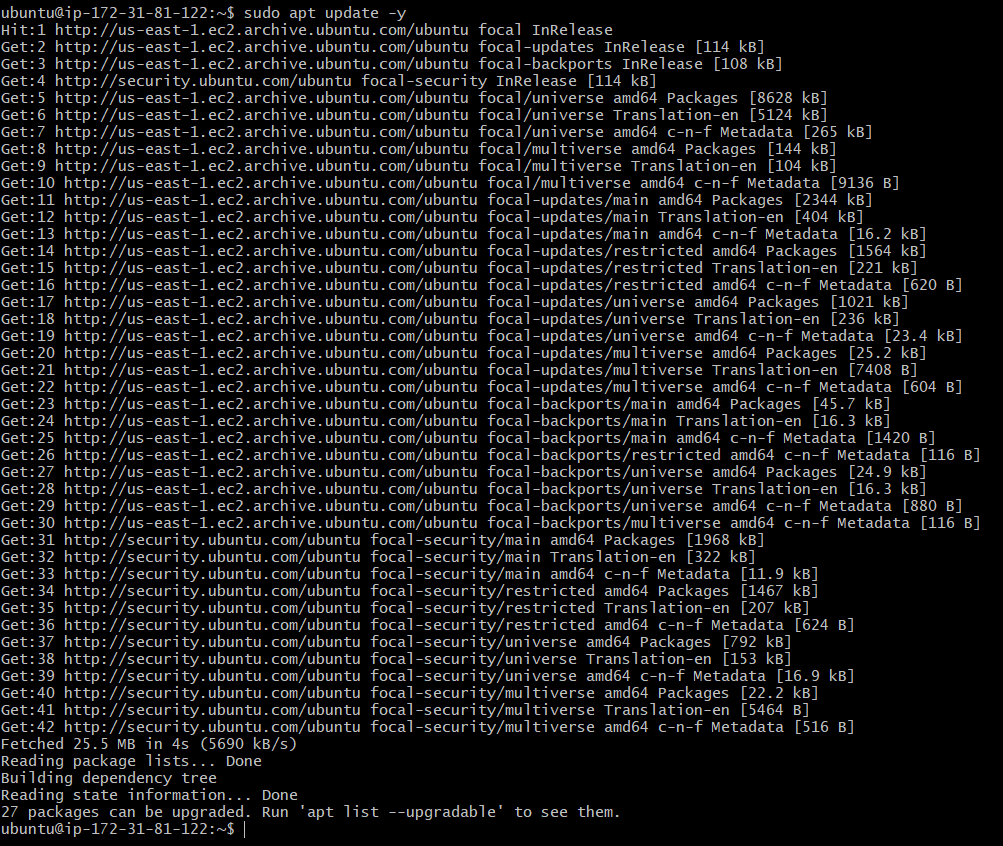 ubuntu@ip-172-31-81-122:~$ sudo apt update -y
Hit:1 http://us-east-1.ec2.archive.ubuntu.com/ubuntu focal InRelease
Get:2 http://us-east-1.ec2.archive.ubuntu.com/ubuntu focal-updates InRelease [114 kB]
Get:3 http://us-east-1.ec2.archive.ubuntu.com/ubuntu focal-backports InRelease [108 kB]
Get:4 http://security.ubuntu.com/ubuntu focal-security InRelease [114 kB]
Get:5 http://us-east-1.ec2.archive.ubuntu.com/ubuntu focal/universe amd64 Packages [8628 kB]
Get:6 http://us-east-1.ec2.archive.ubuntu.com/ubuntu focal/universe Translation-en [5124 kB]
Get:7 http://us-east-1.ec2.archive.ubuntu.com/ubuntu focal/universe amd64 c-n-f Metadata [265 kB]
Get:8 http://us-east-1.ec2.archive.ubuntu.com/ubuntu focal/multiverse amd64 Packages [144 kB]
Get:9 http://us-east-1.ec2.archive.ubuntu.com/ubuntu focal/multiverse Translation-en [104 kB]
Get:10 http://us-east-1.ec2.archive.ubuntu.com/ubuntu focal/multiverse amd64 c-n-f Metadata [9136 B]
Get:11 http://us-east-1.ec2.archive.ubuntu.com/ubuntu focal-updates/main amd64 Packages [2344 kB]
Get:12 http://us-east-1.ec2.archive.ubuntu.com/ubuntu focal-updates/main Translation-en [404 kB]
Get:13 http://us-east-1.ec2.archive.ubuntu.com/ubuntu focal-updates/main amd64 c-n-f Metadata [16.2 kB]
Get:14 http://us-east-1.ec2.archive.ubuntu.com/ubuntu focal-updates/restricted amd64 Packages [1564 kB]
Get:15 http://us-east-1.ec2.archive.ubuntu.com/ubuntu focal-updates/restricted Translation-en [221 kB]
Get:16 http://us-east-1.ec2.archive.ubuntu.com/ubuntu focal-updates/restricted amd64 c-n-f Metadata [620 B]
Get:17 http://us-east-1.ec2.archive.ubuntu.com/ubuntu focal-updates/universe amd64 Packages [1021 kB]
Get:18 http://us-east-1.ec2.archive.ubuntu.com/ubuntu focal-updates/universe Translation-en [236 kB]
Get:19 http://us-east-1.ec2.archive.ubuntu.com/ubuntu focal-updates/universe amd64 c-n-f Metadata [23.4 kB]
Get:20 http://us-east-1.ec2.archive.ubuntu.com/ubuntu focal-updates/multiverse amd64 Packages [25.2 kB]
Get:21 http://us-east-1.ec2.archive.ubuntu.com/ubuntu focal-updates/multiverse Translation-en [7408 B]
Get:22 http://us-east-1.ec2.archive.ubuntu.com/ubuntu focal-updates/multiverse amd64 c-n-f Metadata [604 B]
Get:23 http://us-east-1.ec2.archive.ubuntu.com/ubuntu focal-backports/main amd64 Packages [45.7 kB]
Get:24 http://us-east-1.ec2.archive.ubuntu.com/ubuntu focal-backports/main Translation-en [16.3 kB]
Get:25 http://us-east-1.ec2.archive.ubuntu.com/ubuntu focal-backports/main amd64 c-n-f Metadata [1420 B]
Get:26 http://us-east-1.ec2.archive.ubuntu.com/ubuntu focal-backports/restricted amd64 c-n-f Metadata [116 B]
Get:27 http://us-east-1.ec2.archive.ubuntu.com/ubuntu focal-backports/universe amd64 Packages [24.9 kB]
Get:28 http://us-east-1.ec2.archive.ubuntu.com/ubuntu focal-backports/universe Translation-en [16.3 kB]
Get:29 http://us-east-1.ec2.archive.ubuntu.com/ubuntu focal-backports/universe amd64 c-n-f Metadata [880 B]
Get:30 http://us-east-1.ec2.archive.ubuntu.com/ubuntu focal-backports/multiverse amd64 c-n-f Metadata [116 B]
Get:31 http://security.ubuntu.com/ubuntu focal-security/main amd64 Packages [1968 kB]
Get:32 http://security.ubuntu.com/ubuntu focal-security/main Translation-en [322 kB]
Get:33 http://security.ubuntu.com/ubuntu focal-security/main amd64 c-n-f Metadata [11.9 kB]
Get:34 http://security.ubuntu.com/ubuntu focal-security/restricted amd64 Packages [1467 kB]
Get:35 http://security.ubuntu.com/ubuntu focal-security/restricted Translation-en [207 kB]
Get:36 http://security.ubuntu.com/ubuntu focal-security/restricted amd64 c-n-f Metadata [624 B]
Get:37 http://security.ubuntu.com/ubuntu focal-security/universe amd64 Packages [792 kB]
Get:38 http://security.ubuntu.com/ubuntu focal-security/universe Translation-en [153 kB]
Get:39 http://security.ubuntu.com/ubuntu focal-security/universe amd64 c-n-f Metadata [16.9 kB]
Get:40 http://security.ubuntu.com/ubuntu focal-security/multiverse amd64 Packages [22.2 kB]
Get:41 http://security.ubuntu.com/ubuntu focal-security/multiverse Translation-en [5464 B]
Get:42 http://security.ubuntu.com/ubuntu focal-security/multiverse amd64 c-n-f Metadata [516 B]
Fetched 25.5 MB in 4s (5690 kB/s)
Reading package lists... Done
Building dependency tree
Reading state information... Done
27 packages can be upgraded. Run 'apt list --upgradable' to see them.
ubuntu@ip-172-31-81-122:~$